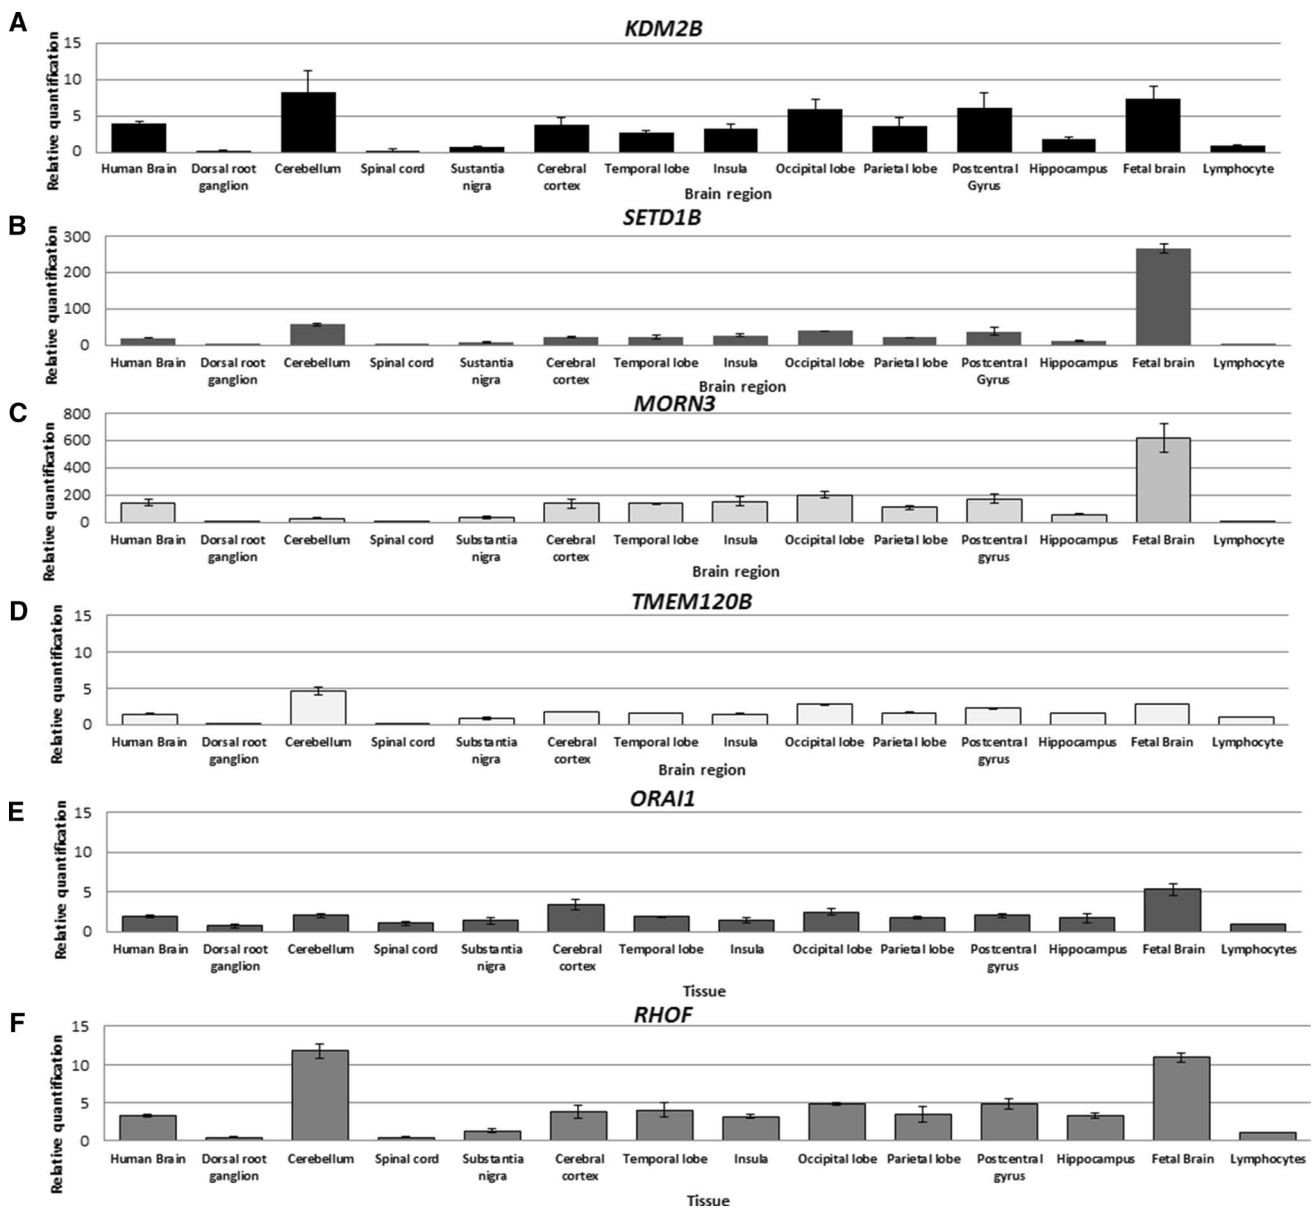 A
KDM2B
Relative quantification
15
10
5
0
Human Brain Dorsal root Cerebellum Spinal cord Sustantia Cerebral Temporal lobe Insula Occipital lobe Parietal lobe Postcentral Hippocampus Fetal brain Lymphocyte
ganglion nigra cortex Gyrus
Brain region
B
SETD1B
Relative quantification
300
200
100
0
Human Brain Dorsal root Cerebellum Spinal cord Sustantia Cerebral Temporal lobe Insula Occipital lobe Parietal lobe Postcentral Hippocampus Fetal brain Lymphocyte
ganglion nigra cortex Gyrus
Brain region
C
MORN3
Relative quantification
800
600
400
200
0
Human Brain Dorsal root Cerebellum Spinal cord Substantia Cerebral Temporal lobe Insula Occipital lobe Parietal lobe Postcentral Hippocampus Fetal Brain Lymphocyte
ganglion nigra cortex gyrus
Brain region
D
TMEM120B
Relative quantification
15
10
5
0
Human Brain Dorsal root Cerebellum Spinal cord Substantia Cerebral Temporal lobe Insula Occipital lobe Parietal lobe Postcentral Hippocampus Fetal Brain Lymphocyte
ganglion nigra cortex gyrus
Brain region
E
ORAI1
Relative quantification
15
10
5
0
Human Brain Dorsal root Cerebellum Spinal cord Substantia Cerebral Temporal lobe Insula Occipital lobe Parietal lobe Postcentral Hippocampus Fetal Brain Lymphocytes
ganglion nigra cortex gyrus
Tissue
F
RHOF
Relative quantification
15
10
5
0
Human Brain Dorsal root Cerebellum Spinal cord Substantia Cerebral Temporal lobe Insula Occipital lobe Parietal lobe Postcentral Hippocampus Fetal Brain Lymphocytes
ganglion nigra cortex gyrus
Tissue